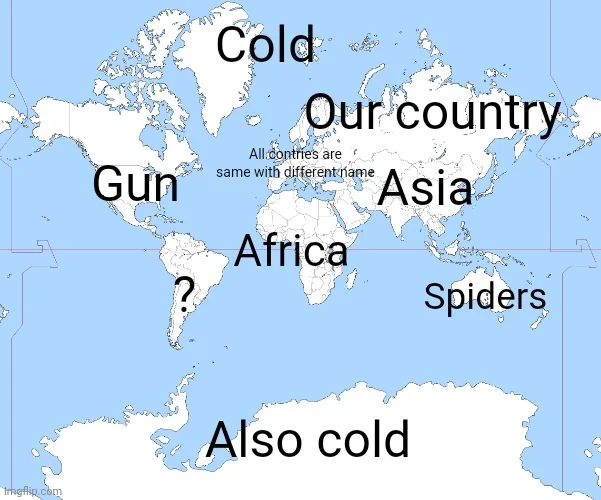 Cold
Our country
All contries are
same with different name
Gun
Asia
Africa
?
Spiders
Also cold
imgflip.com